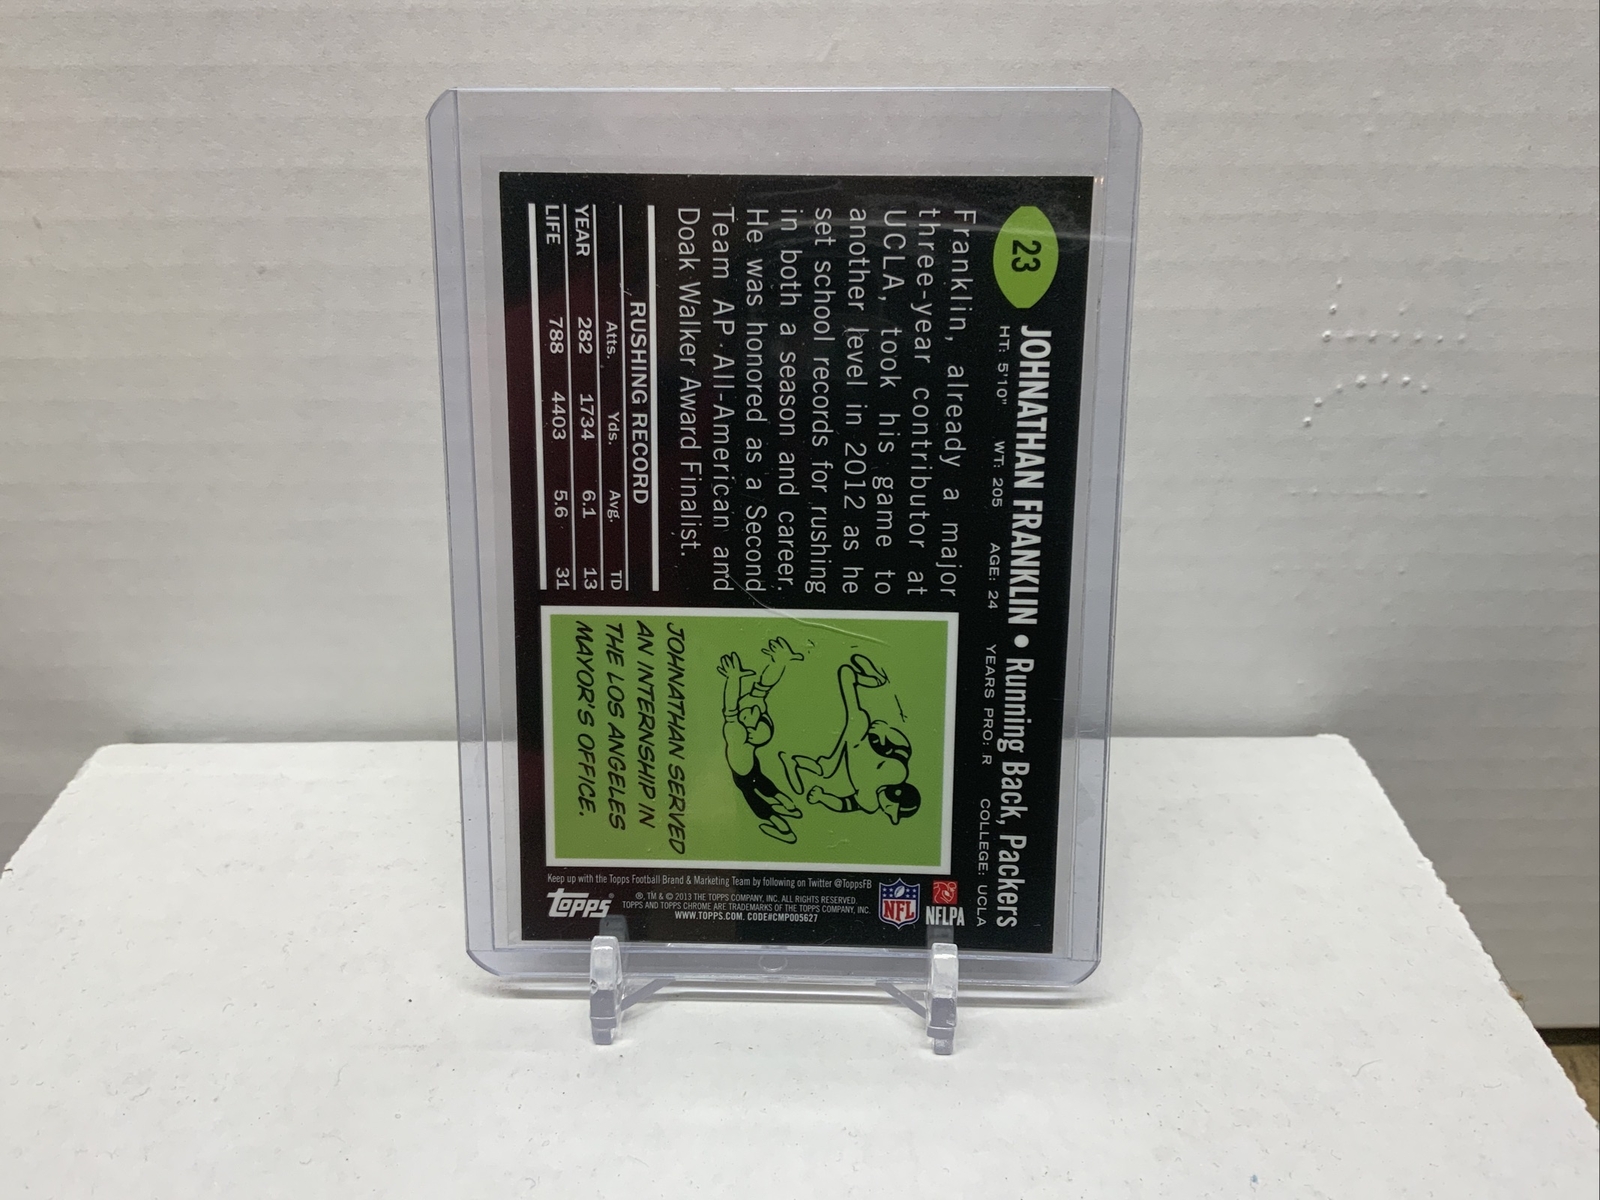 23
JOHNATHAN FRANKLIN • Running Back, Packers
HT: 5'10" WT: 205 AGE: 24 YEARS PRO: R COLLEGE: UCLA
Franklin, already a major
three-year contributor at
UCLA, took his game to
another level in 2012 as he
set school records for rushing
in both a season and career.
He was honored as a Second
Team AP All-American and
Doak Walker Award Finalist.
RUSHING RECORD
Atts. Yds. Avg. TD
YEAR 282 1734 6.1 13
LIFE 788 4403 5.6 31
JOHNATHAN SERVED
AN INTERNSHIP IN
THE LOS ANGELES
MAYOR'S OFFICE.
NFLPA
NFL
Keep up with the Topps Football Brand & Marketing Team by following on Twitter @ToppsFB
®, TM & © 2013 THE TOPPS COMPANY, INC. ALL RIGHTS RESERVED.
TOPPS AND TOPPS CHROME ARE TRADEMARKS OF THE TOPPS COMPANY, INC.
WWW.TOPPS.COM. CODE#CMP005627
TOPPS®